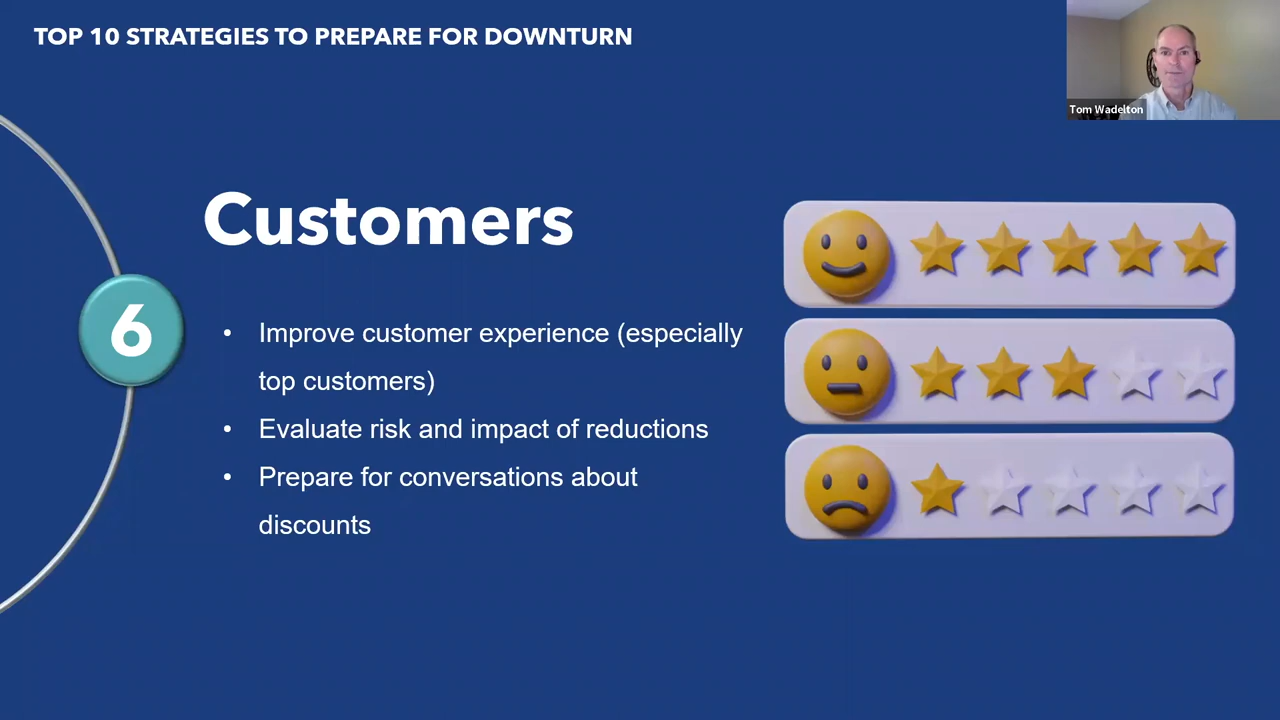 TOP 10 STRATEGIES TO PREPARE FOR DOWNTURN
Tom Wadelton
Customers
6
• Improve customer experience (especially
top customers)
• Evaluate risk and impact of reductions
• Prepare for conversations about
discounts